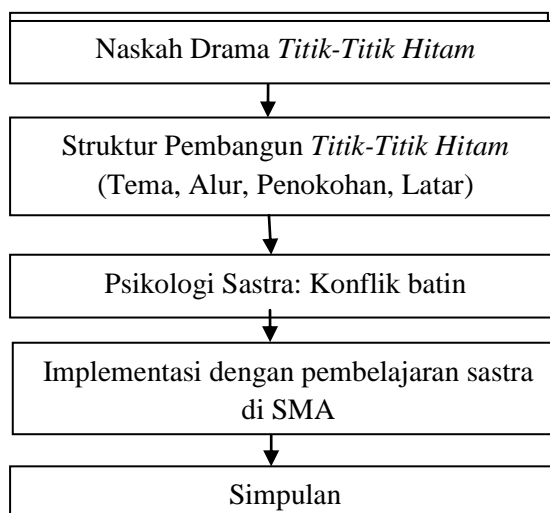 Naskah Drama Titik-Titik Hitam
Struktur Pembangun Titik-Titik Hitam
(Tema, Alur, Penokohan, Latar)
Psikologi Sastra: Konflik batin
Implementasi dengan pembelajaran sastra
di SMA
Simpulan